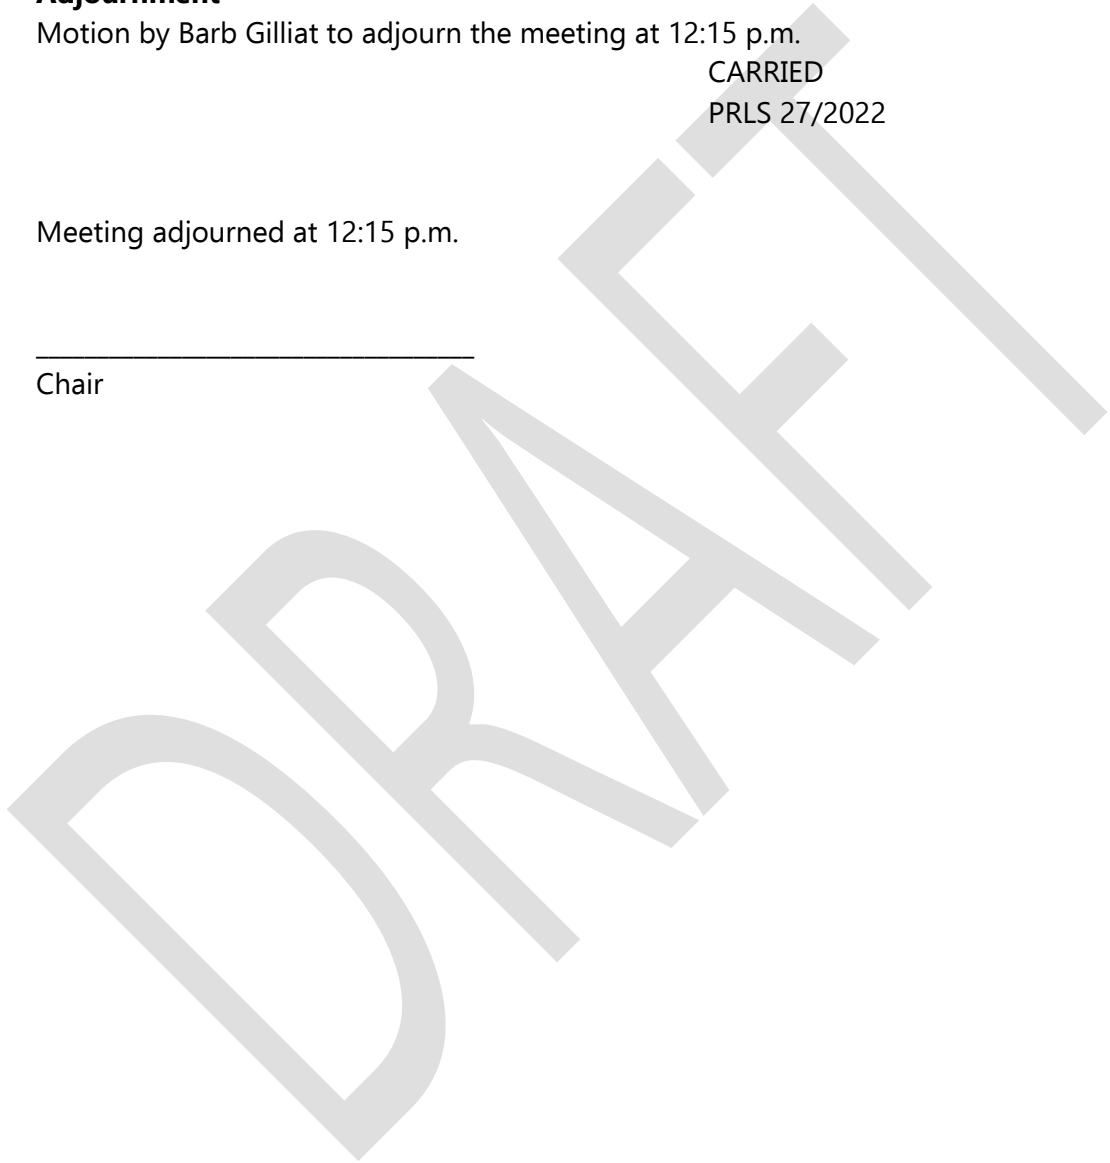 Adjournment
Motion by Barb Gilliat to adjourn the meeting at 12:15 p.m.
CARRIED
PRLS 27/2022
Meeting adjourned at 12:15 p.m.
Chair
DRAFT